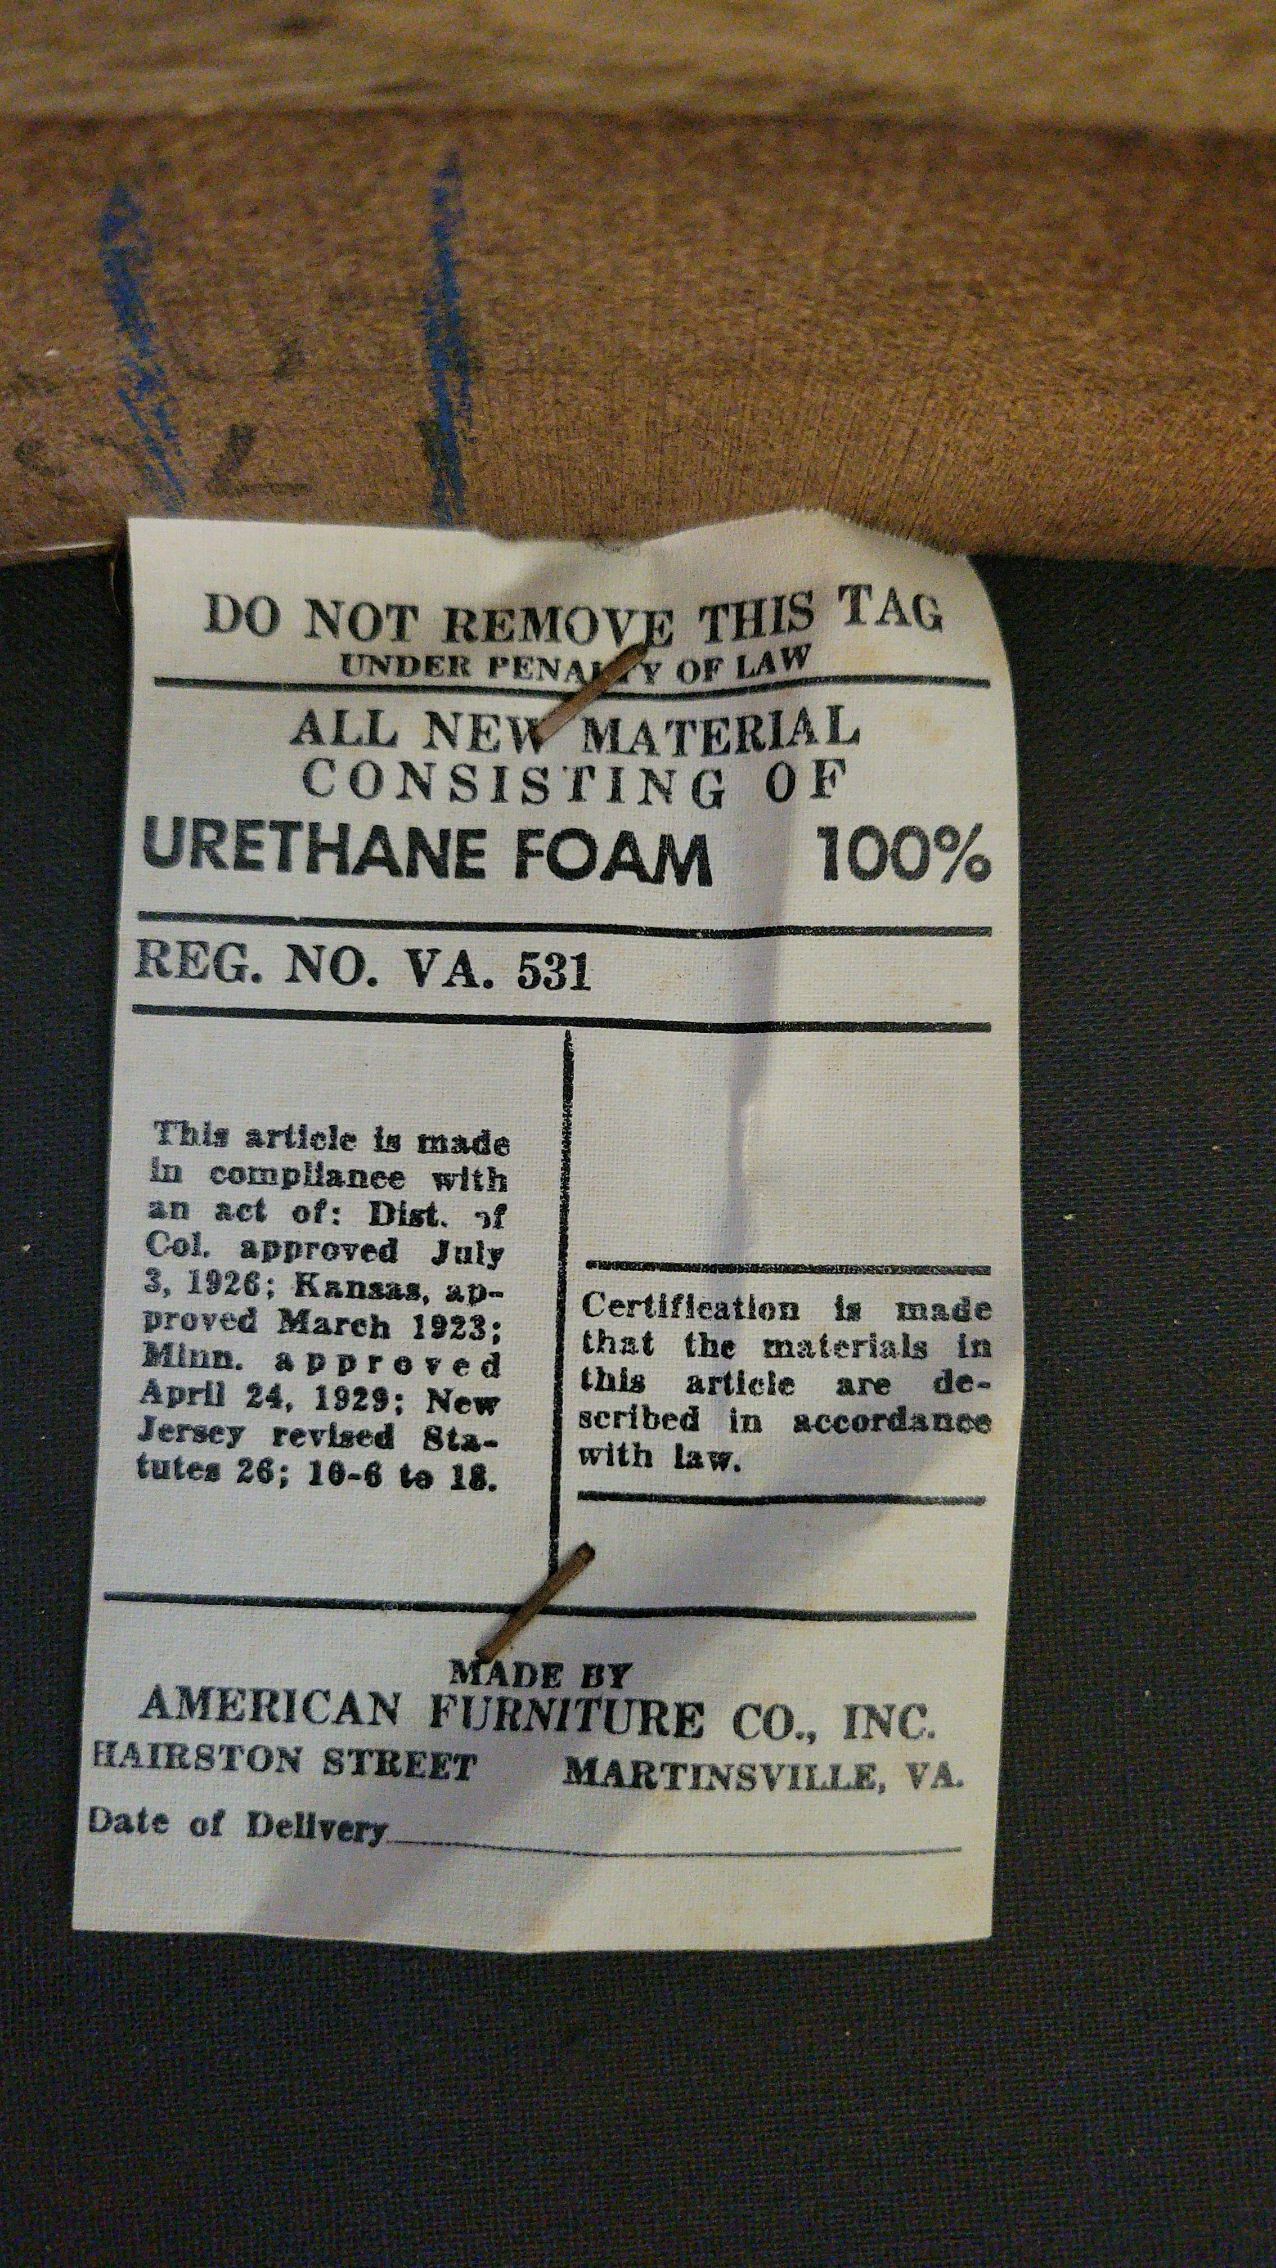 DO NOT REMOVE THIS TAG
UNDER PENALTY OF LAW
ALL NEW MATERIAL
CONSISTING OF
URETHANE FOAM 100%
REG. NO. VA. 531
This article is made
in compliance with
an act of: Dist. of
Col. approved July
3, 1926; Kansas, ap-
proved March 1923;
Minn. approved
April 24, 1929; New
Jersey revised Sta-
tutes 26; 10-6 to 18.
Certification is made
that the materials in
this article are de-
scribed in accordance
with law.
MADE BY
AMERICAN FURNITURE CO., INC.
HAIRSTON STREET MARTINSVILLE, VA.
Date of Delivery